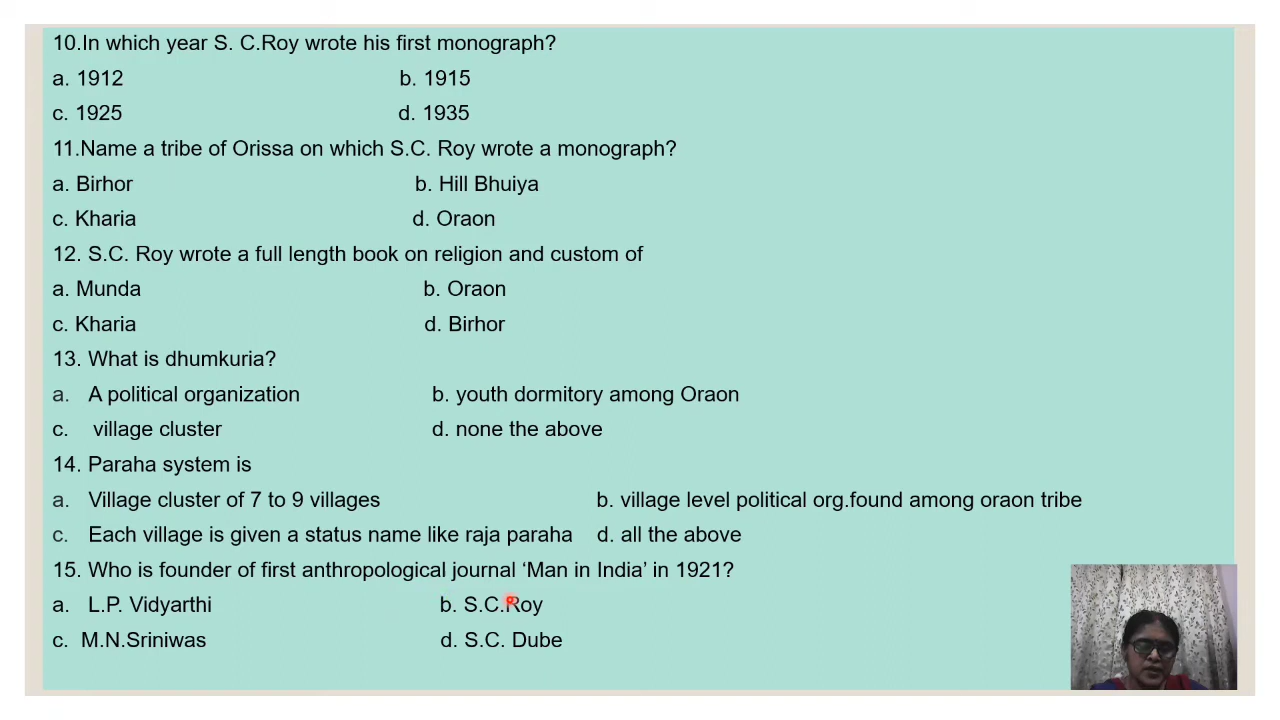 10.In which year S. C.Roy wrote his first monograph?
a. 1912 b. 1915
c. 1925 d. 1935
11.Name a tribe of Orissa on which S.C. Roy wrote a monograph?
a. Birhor b. Hill Bhuiya
c. Kharia d. Oraon
12. S.C. Roy wrote a full length book on religion and custom of
a. Munda b. Oraon
c. Kharia d. Birhor
13. What is dhumkuria?
a. A political organization b. youth dormitory among Oraon
c. village cluster d. none the above
14. Paraha system is
a. Village cluster of 7 to 9 villages b. village level political org.found among oraon tribe
c. Each village is given a status name like raja paraha d. all the above
15. Who is founder of first anthropological journal ‘Man in India’ in 1921?
a. L.P. Vidyarthi b. S.C.Roy
c. M.N.Sriniwas d. S.C. Dube